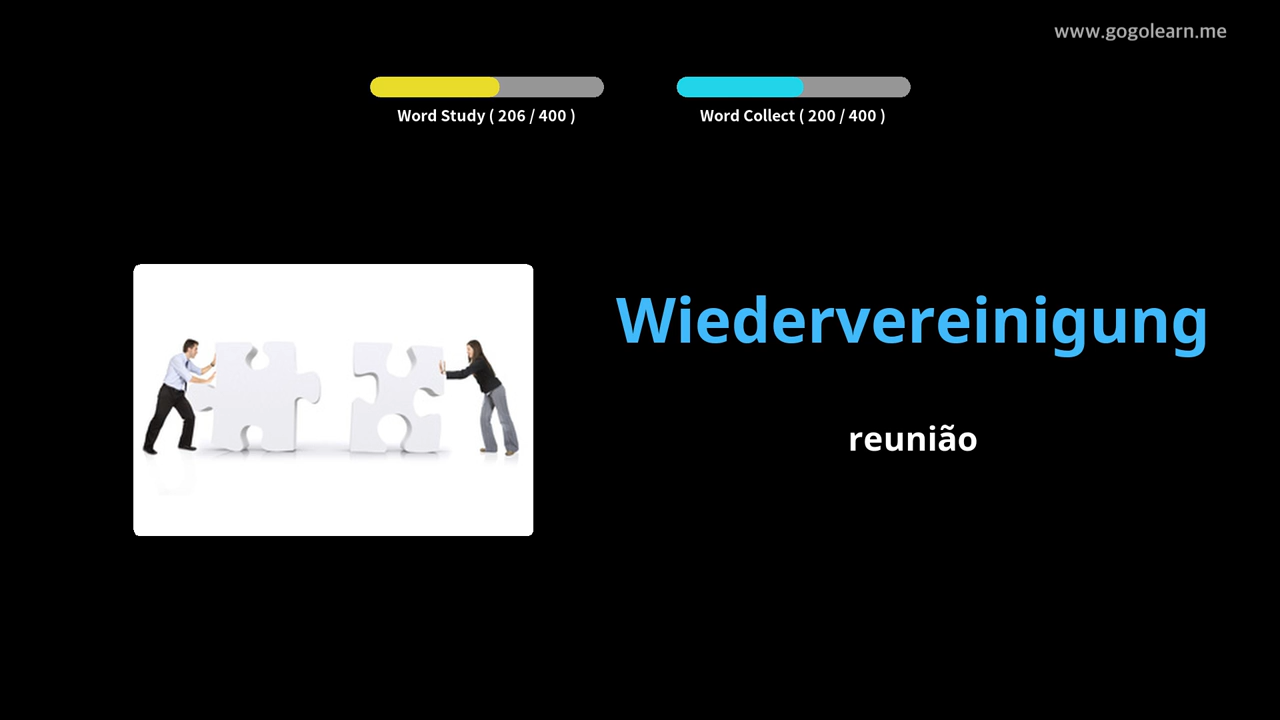 www.gogolearn.me
Word Study ( 206 / 400 )
Word Collect ( 200 / 400 )
Wiedervereinigung
reunião